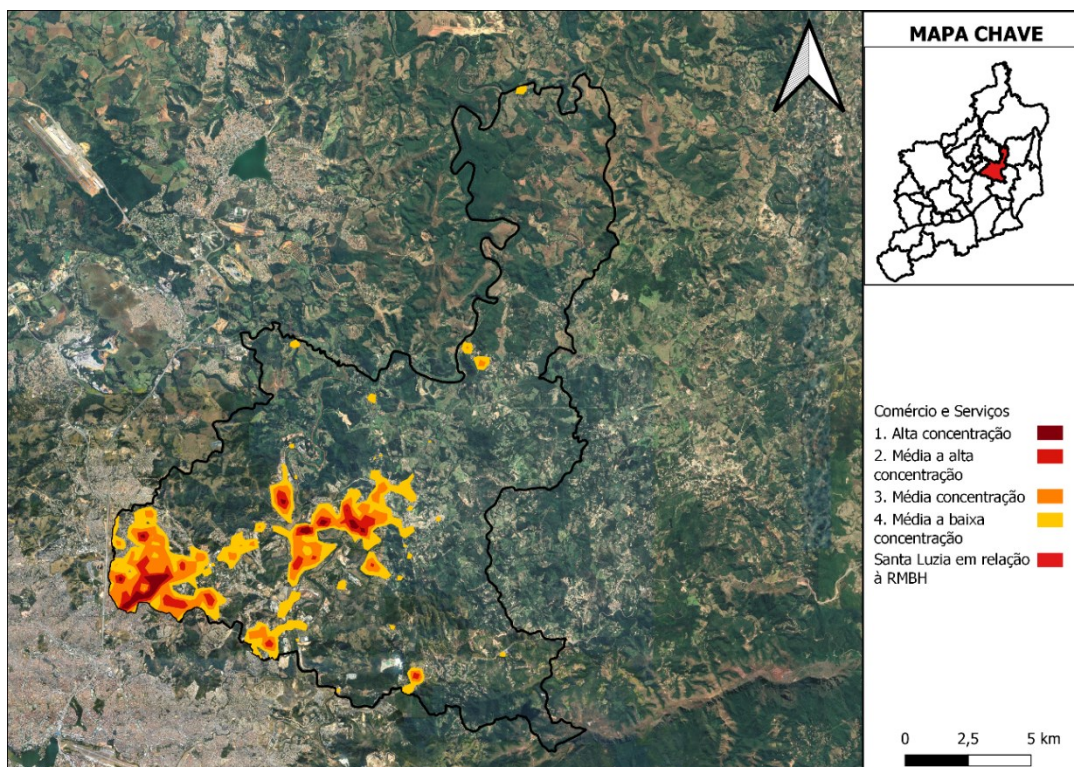 MAPA CHAVE
Comércio e Serviços
1. Alta concentração
2. Média a alta
concentração
3. Média concentração
4. Média a baixa
concentração
Santa Luzia em relação
à RMBH
0 2,5 5 km